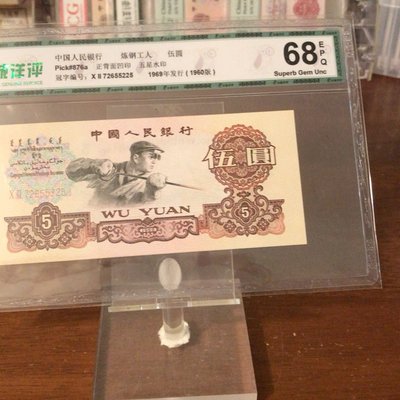 中国人民银行 炼钢工人 伍圆
Pick#876a 正背面凹印 五星水印
冠字编号: X II 72655225 1969年发行 (1960版)
68 EPQ
Superb Gem Unc
中國人民銀行
伍圓
X II 72655225
5
WU YUAN
5